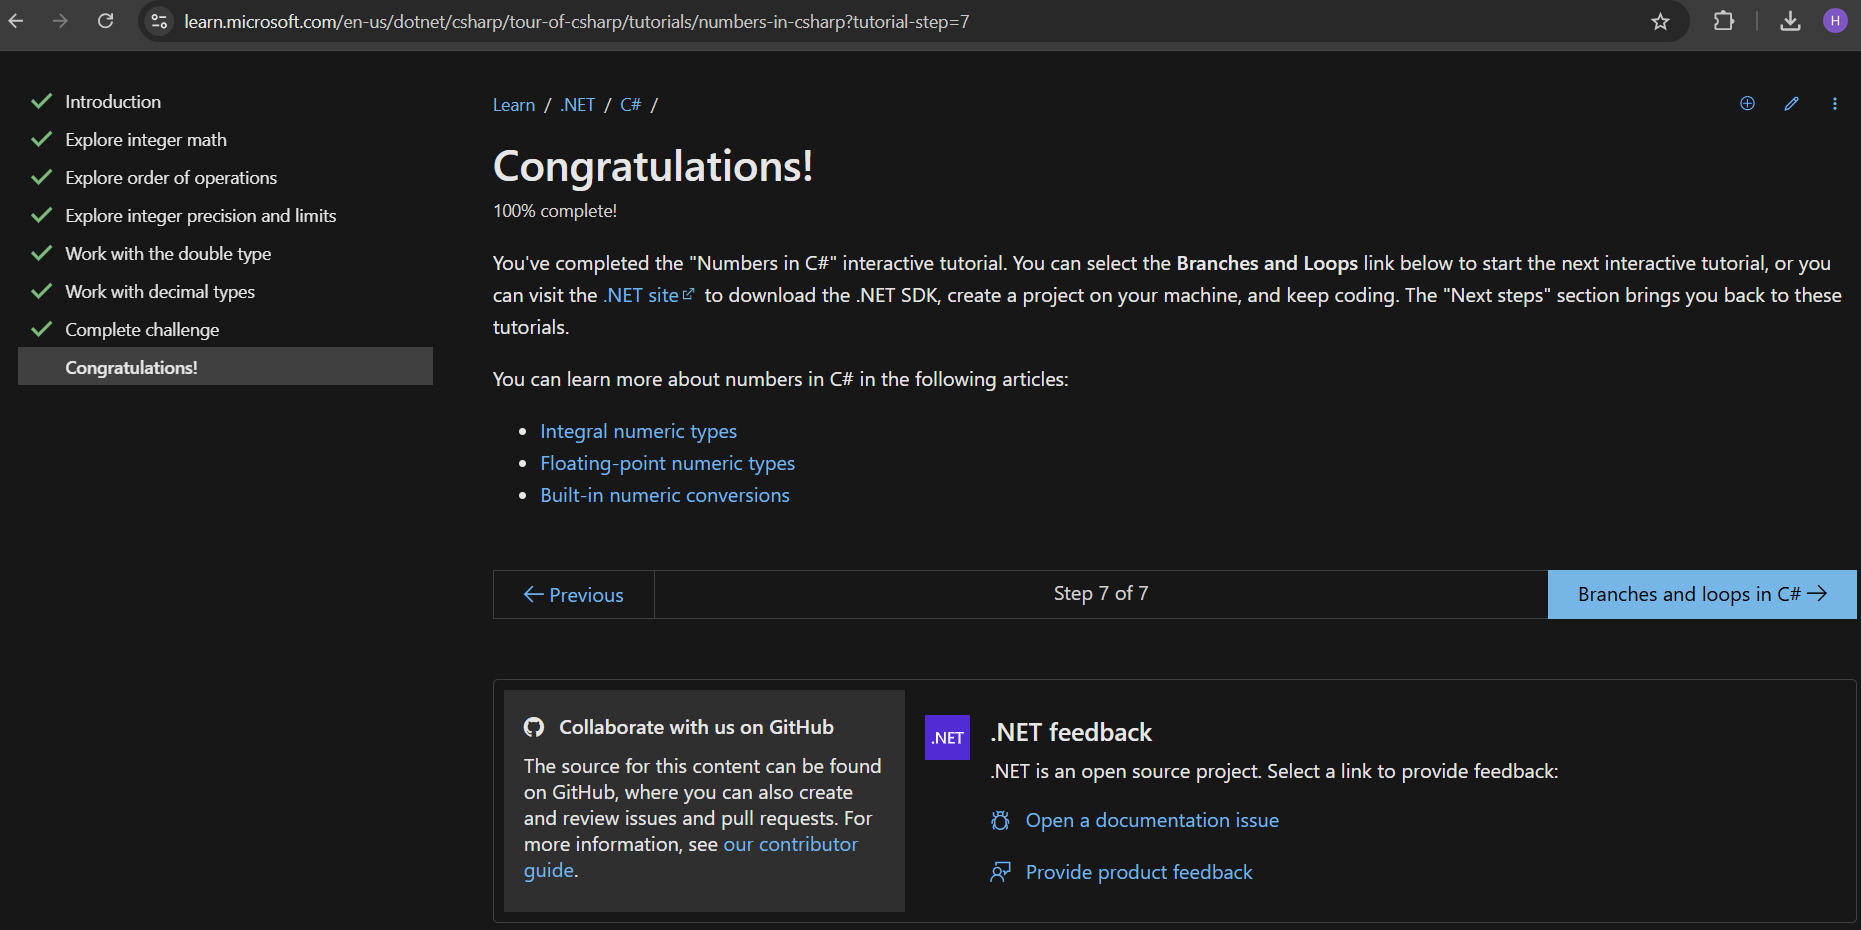 learn.microsoft.com/en-us/dotnet/csharp/tour-of-csharp/tutorials/numbers-in-csharp?tutorial-step=7
H
Introduction
Explore integer math
Explore order of operations
Explore integer precision and limits
Work with the double type
Work with decimal types
Complete challenge
Congratulations!
Learn / .NET / C# /
Congratulations!
100% complete!
You've completed the "Numbers in C#" interactive tutorial. You can select the Branches and Loops link below to start the next interactive tutorial, or you
can visit the .NET site to download the .NET SDK, create a project on your machine, and keep coding. The "Next steps" section brings you back to these
tutorials.
You can learn more about numbers in C# in the following articles:
Integral numeric types
Floating-point numeric types
Built-in numeric conversions
Previous
Step 7 of 7
Branches and loops in C#
Collaborate with us on GitHub
The source for this content can be found
on GitHub, where you can also create
and review issues and pull requests. For
more information, see our contributor
guide.
.NET
.NET feedback
.NET is an open source project. Select a link to provide feedback:
Open a documentation issue
Provide product feedback